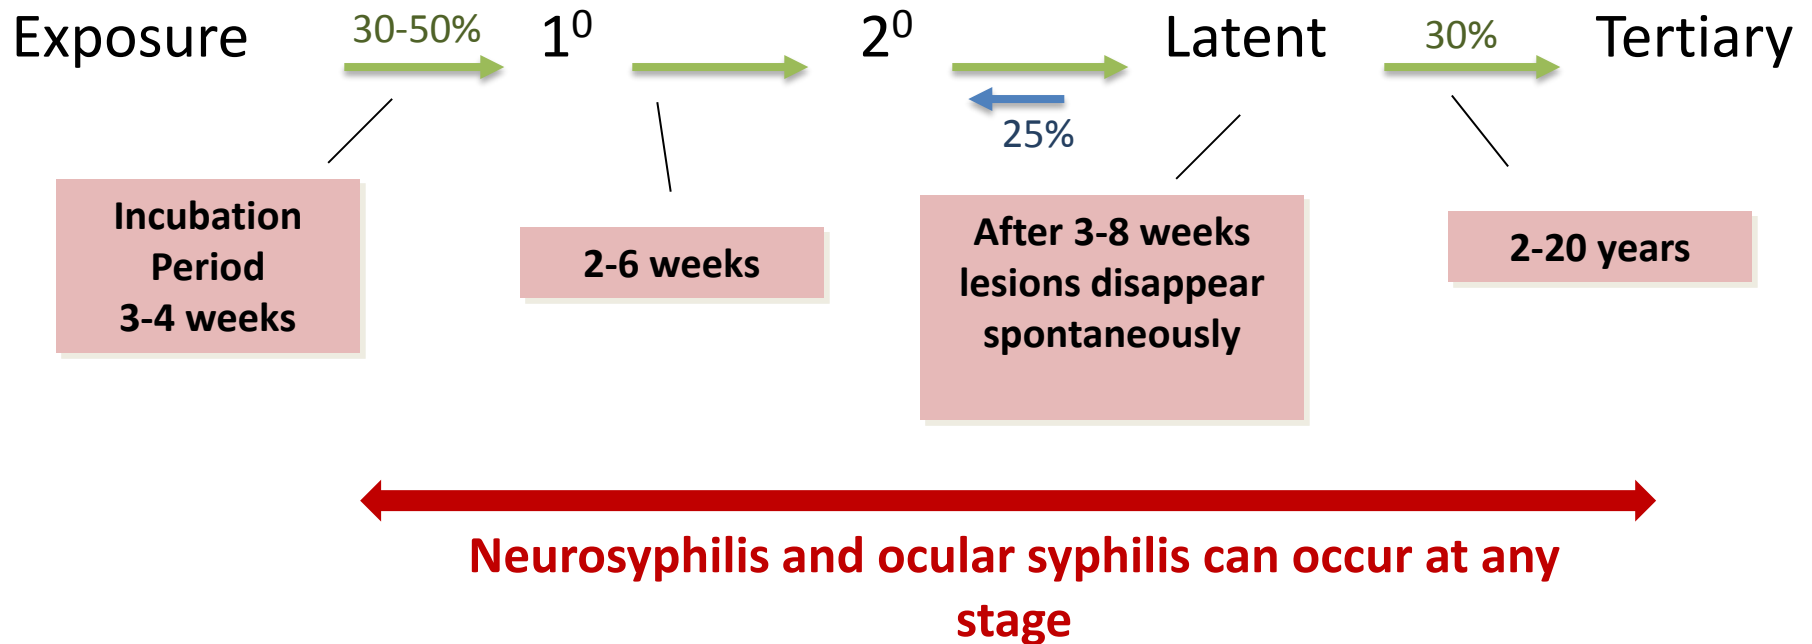 Exposure 30-50% 1⁰ 2⁰ Latent 30% Tertiary
25%
Incubation
Period
3-4 weeks
2-6 weeks
After 3-8 weeks
lesions disappear
spontaneously
2-20 years
Neurosyphilis and ocular syphilis can occur at any
stage